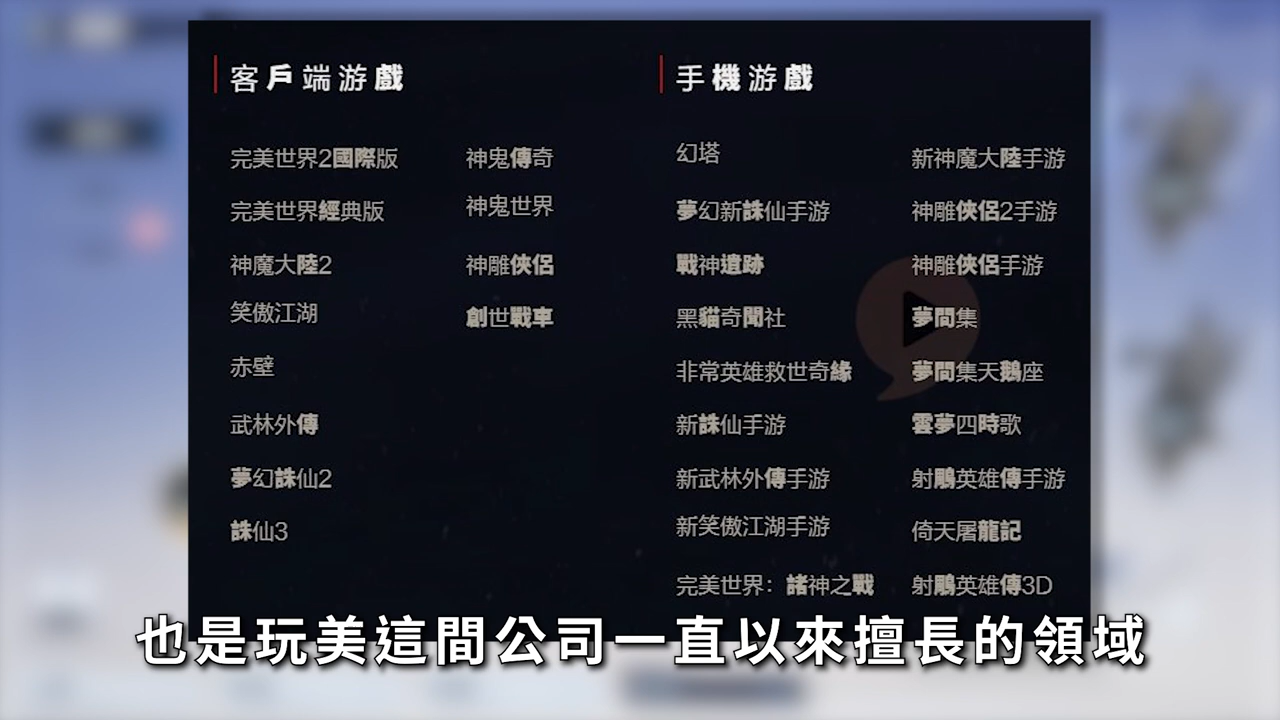 客戶端游戲
完美世界2國際版
完美世界經典版
神魔大陸2
笑傲江湖
赤壁
武林外傳
夢幻誅仙2
誅仙3
神鬼傳奇
神鬼世界
神雕俠侶
創世戰車
手機游戲
幻塔
夢幻新誅仙手游
戰神遺跡
黑貓奇聞社
非常英雄救世奇緣
新誅仙手游
新武林外傳手游
新笑傲江湖手游
完美世界：諸神之戰
新神魔大陸手游
神雕俠侶2手游
神雕俠侶手游
夢間集
夢間集天鵝座
雲夢四時歌
射鵰英雄傳手游
倚天屠龍記
射鵰英雄傳3D
也是玩美這間公司一直以來擅長的領域